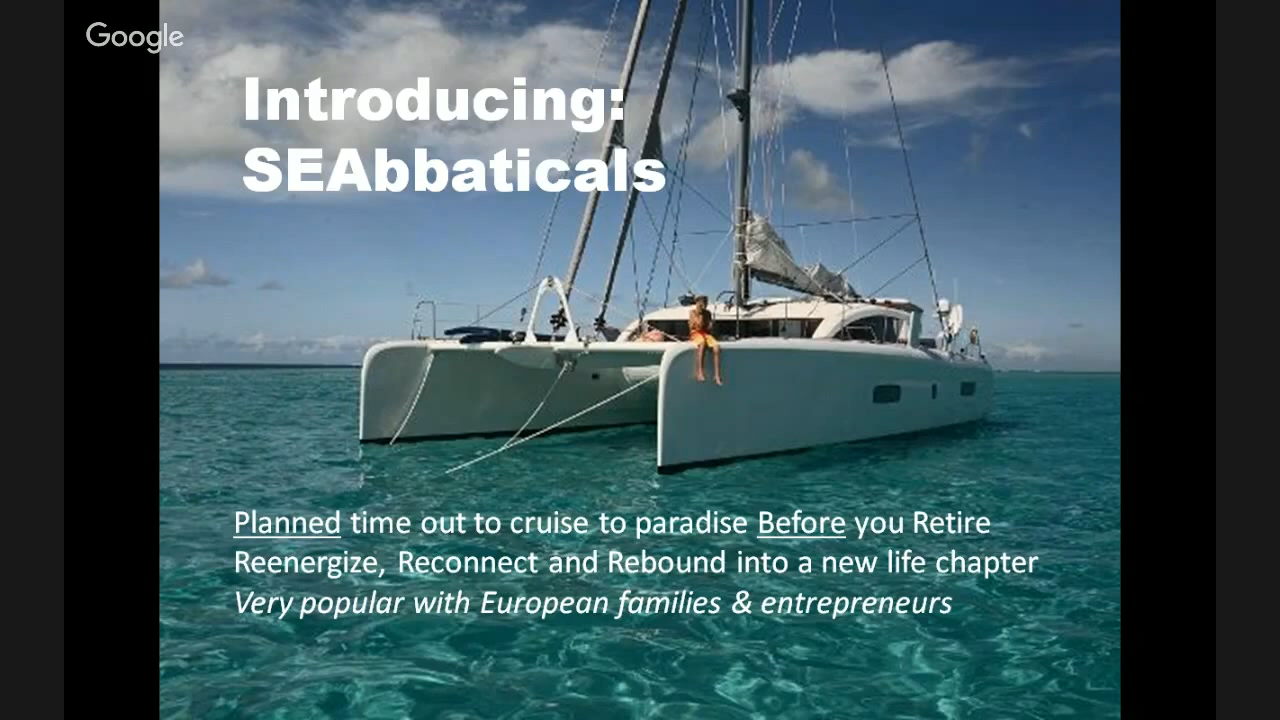 Google
Introducing:
SEAbbaticals
Planned time out to cruise to paradise Before you Retire
Reenergize, Reconnect and Rebound into a new life chapter
Very popular with European families & entrepreneurs